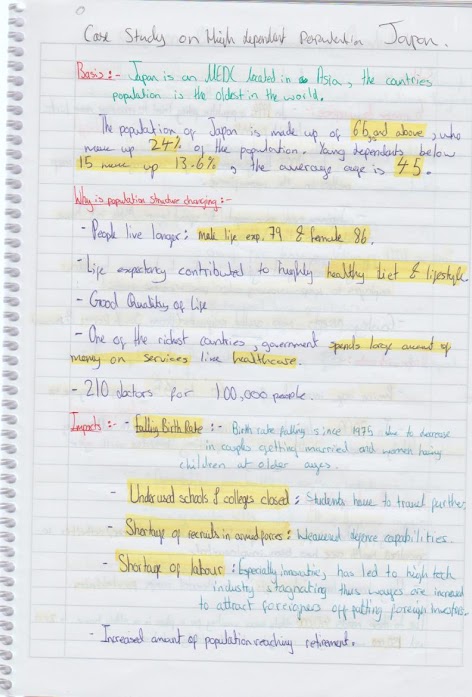 Case Study on High dependent Population Japan.
Basis:- Japan is an MEDC located in Asia, the countries
population is the oldest in the world.
The population of Japan is made up of 65 and above, who
make up 24% of the population. Young dependants below
15 make up 13.6%, the average age is 45.
Why is population structure changing:-
- People live longer: male life exp. 79 & female 86.
- Life expectancy contributed to highly healthy diet & lifestyle
- Good Quality of Life
- One of the richest countries, government spends large amount of
money on services like healthcare.
- 210 doctors for 100,000 people.
Impacts:- - Falling Birth Rate:- Birth rate falling since 1975 due to decrease
in couples getting married and women having
children at older ages.
- Underused schools & colleges closed: Students have to travel further
- Shortage of recruits in armed forces: Weakened defence capabilities.
- Shortage of labour: Especially innovative, has led to high tech
industry stagnating thus wages are increased
to attract foreigners off putting foreign
- Increased amount of population reaching retirement.